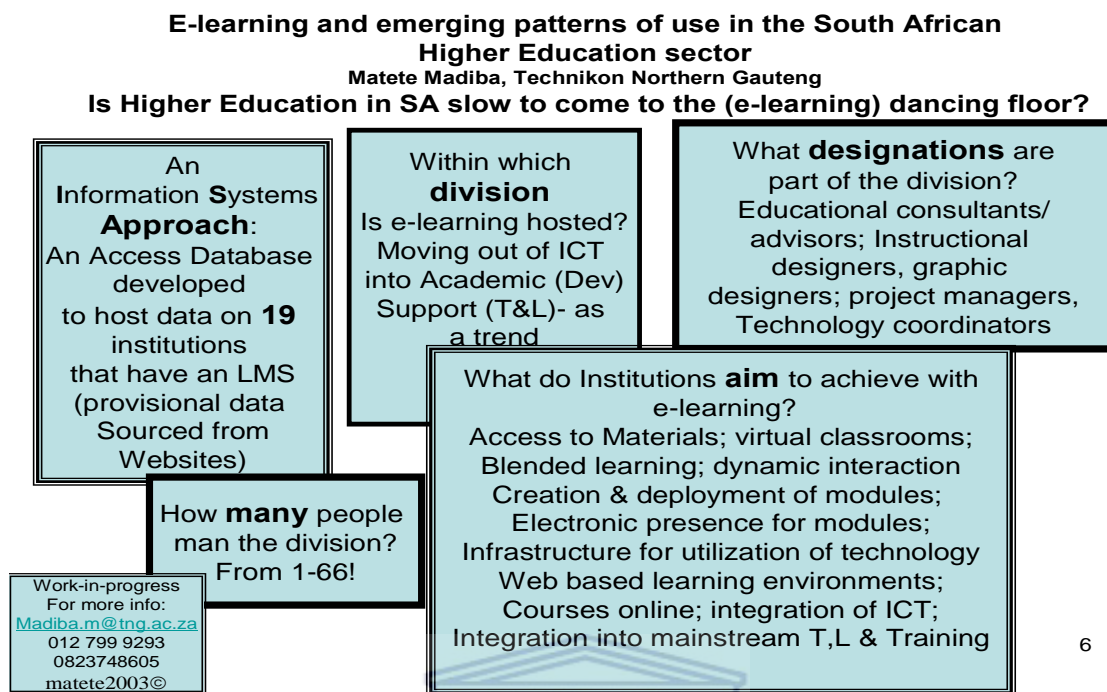 E-learning and emerging patterns of use in the South African
Higher Education sector
Matete Madiba, Technikon Northern Gauteng
Is Higher Education in SA slow to come to the (e-learning) dancing floor?
An
Information Systems
Approach:
An Access Database
developed
to host data on 19
institutions
that have an LMS
(provisional data
Sourced from
Websites)
Within which
division
Is e-learning hosted?
Moving out of ICT
into Academic (Dev)
Support (T&L)- as
a trend
What designations are
part of the division?
Educational consultants/
advisors; Instructional
designers, graphic
designers; project managers,
Technology coordinators
How many people
man the division?
From 1-66!
What do Institutions aim to achieve with
e-learning?
Access to Materials; virtual classrooms;
Blended learning; dynamic interaction
Creation & deployment of modules;
Electronic presence for modules;
Infrastructure for utilization of technology
Web based learning environments;
Courses online; integration of ICT;
Integration into mainstream T,L & Training
Work-in-progress
For more info:
Madiba.m@tng.ac.za
012 799 9293
0823748605
matete2003©
6